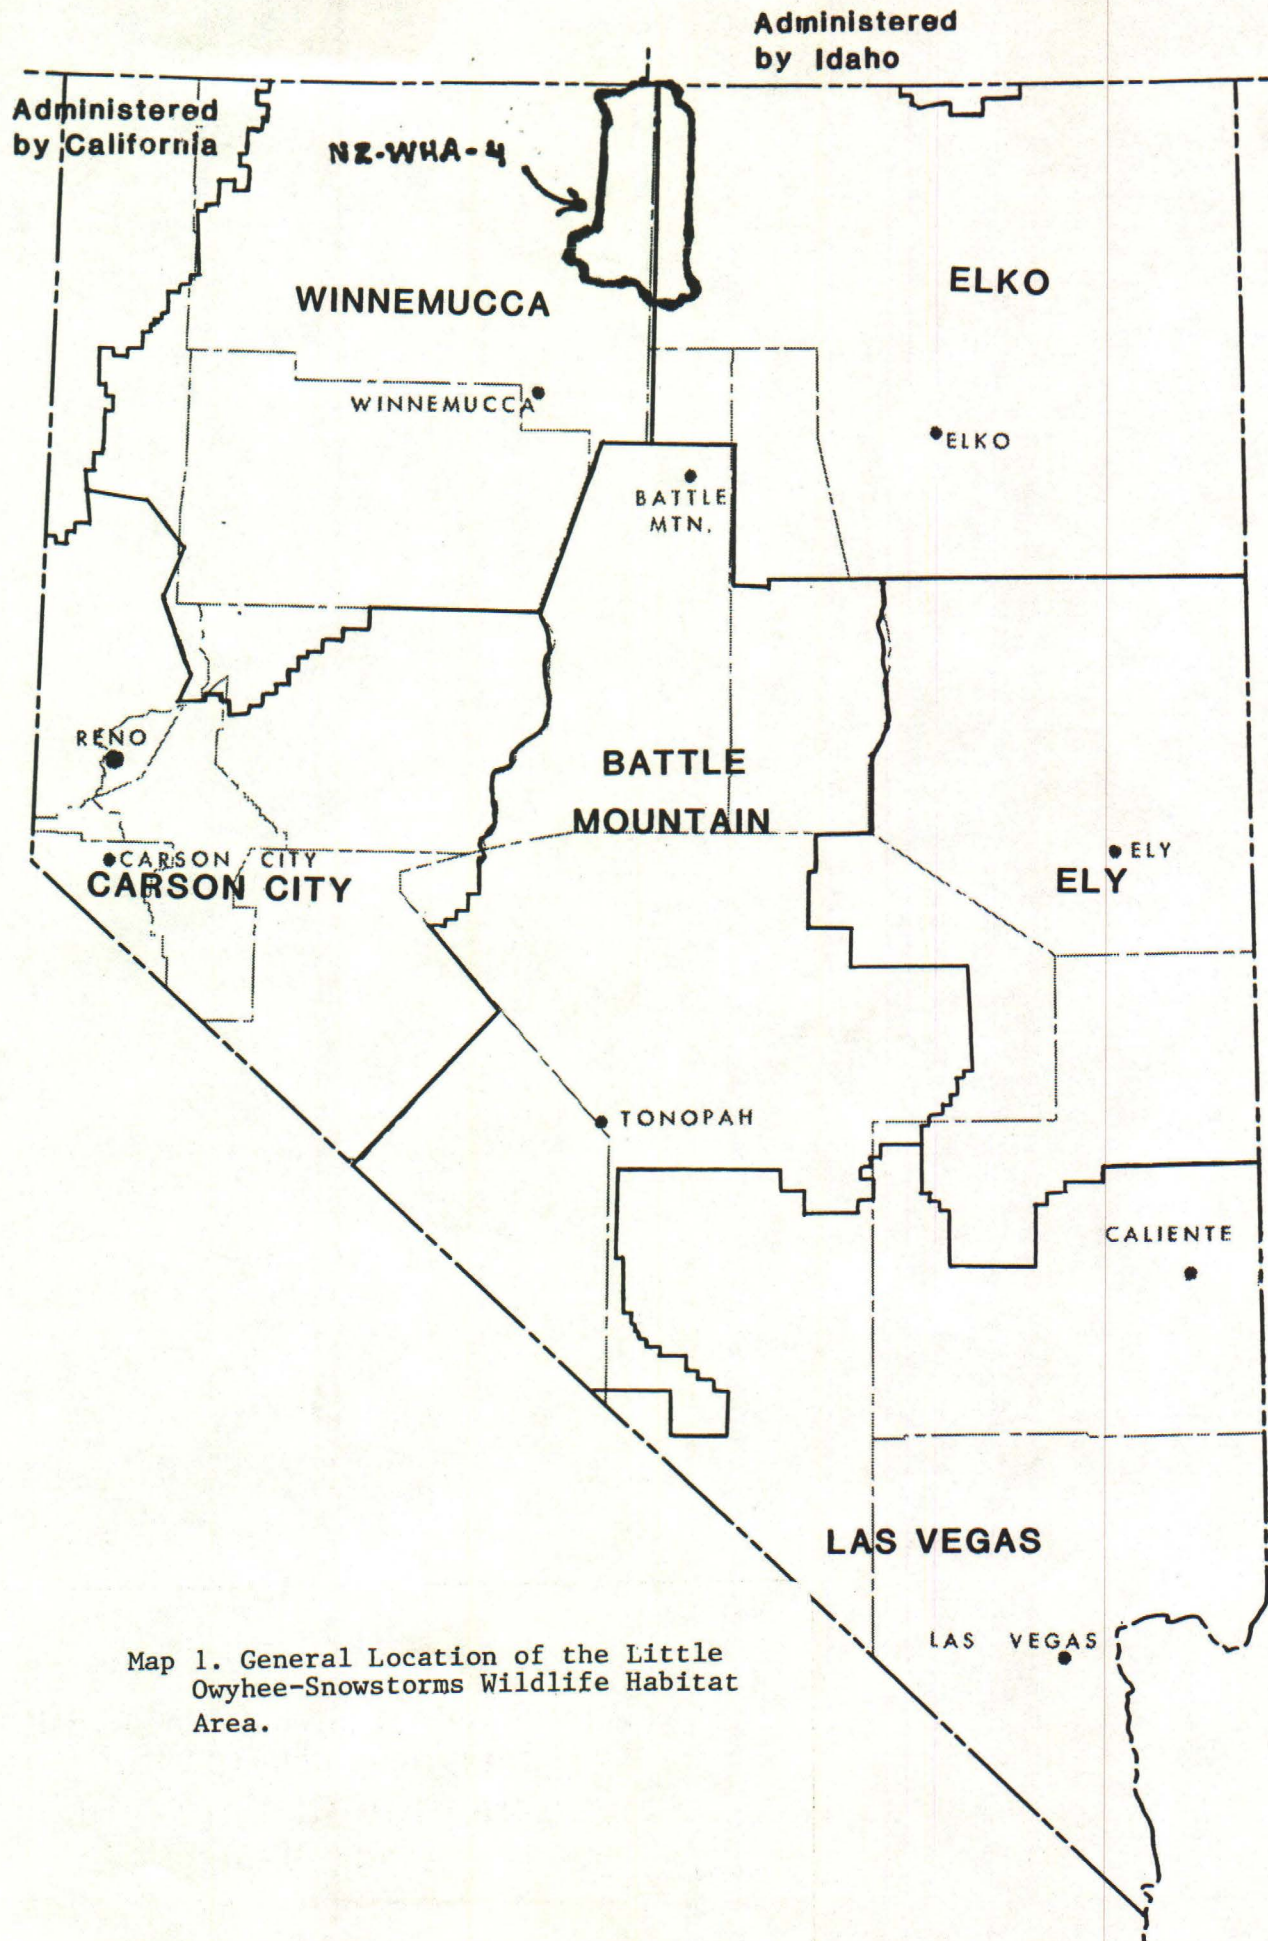 Administered
by Idaho
Administered
by California
N2-WHA-4
WINNEMUCCA
ELKO
WINNEMUCCA
ELKO
BATTLE
MTN.
RENO
BATTLE
MOUNTAIN
CARSON CITY
CARSON CITY
ELY
ELY
TONOPAH
CALIENTE
LAS VEGAS
LAS VEGAS
Map 1. General Location of the Little
Owyhee-Snowstorms Wildlife Habitat
Area.